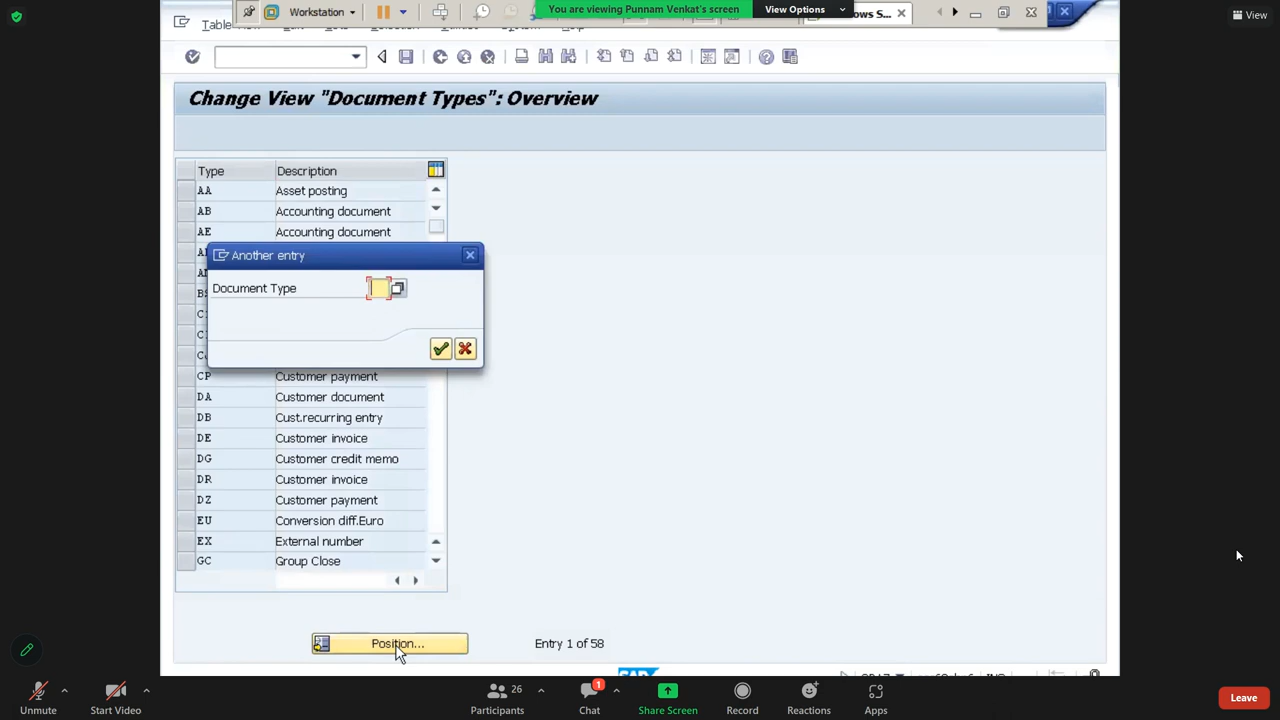 Workstation
You are viewing Punnam Venkat's screen
View Options
View
Table
Change View "Document Types": Overview
Type Description
AA Asset posting
AB Accounting document
AE Accounting document
Another entry
Document Type
CP Customer payment
DA Customer document
DB Cust.recurring entry
DE Customer invoice
DG Customer credit memo
DR Customer invoice
DZ Customer payment
EU Conversion diff.Euro
EX External number
GC Group Close
Position...
Entry 1 of 58
Unmute
Start Video
26
Participants
1
Chat
Share Screen
Record
Reactions
Apps
Leave